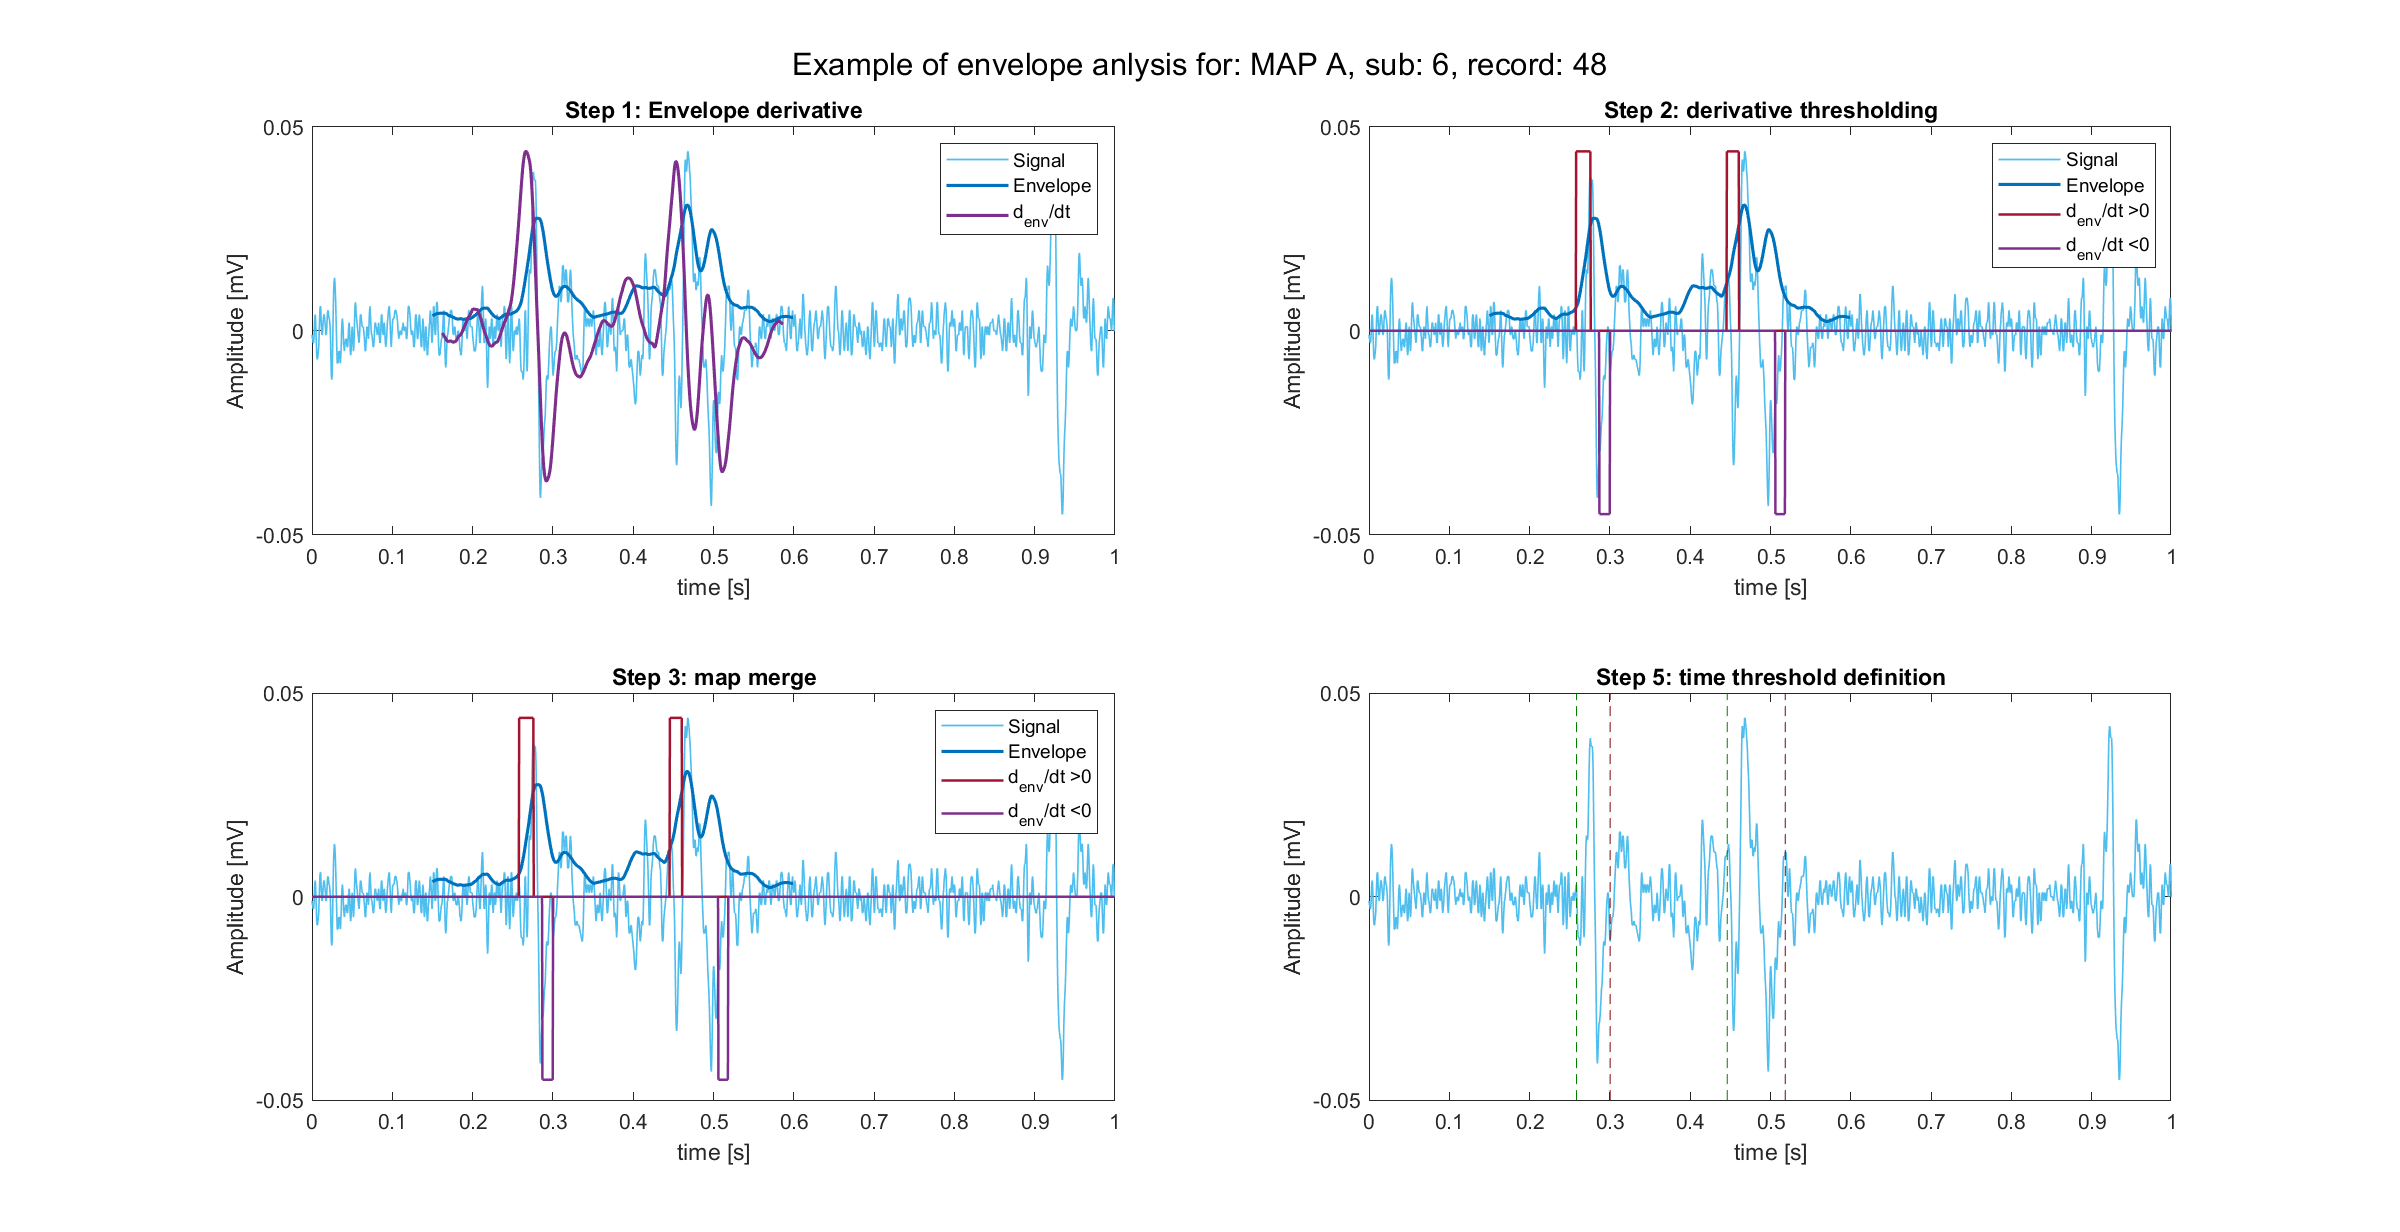 Example of envelope anlysis for: MAP A, sub: 6, record: 48
Step 1: Envelope derivative
0.05
0
-0.05
Amplitude [mV]
0 0.1 0.2 0.3 0.4 0.5 0.6 0.7 0.8 0.9 1
time [s]
Signal
Envelope
d_env/dt
Step 2: derivative thresholding
0.05
0
-0.05
Amplitude [mV]
0 0.1 0.2 0.3 0.4 0.5 0.6 0.7 0.8 0.9 1
time [s]
Signal
Envelope
d_env/dt >0
d_env/dt <0
Step 3: map merge
0.05
0
-0.05
Amplitude [mV]
0 0.1 0.2 0.3 0.4 0.5 0.6 0.7 0.8 0.9 1
time [s]
Signal
Envelope
d_env/dt >0
d_env/dt <0
Step 5: time threshold definition
0.05
0
-0.05
Amplitude [mV]
0 0.1 0.2 0.3 0.4 0.5 0.6 0.7 0.8 0.9 1
time [s]